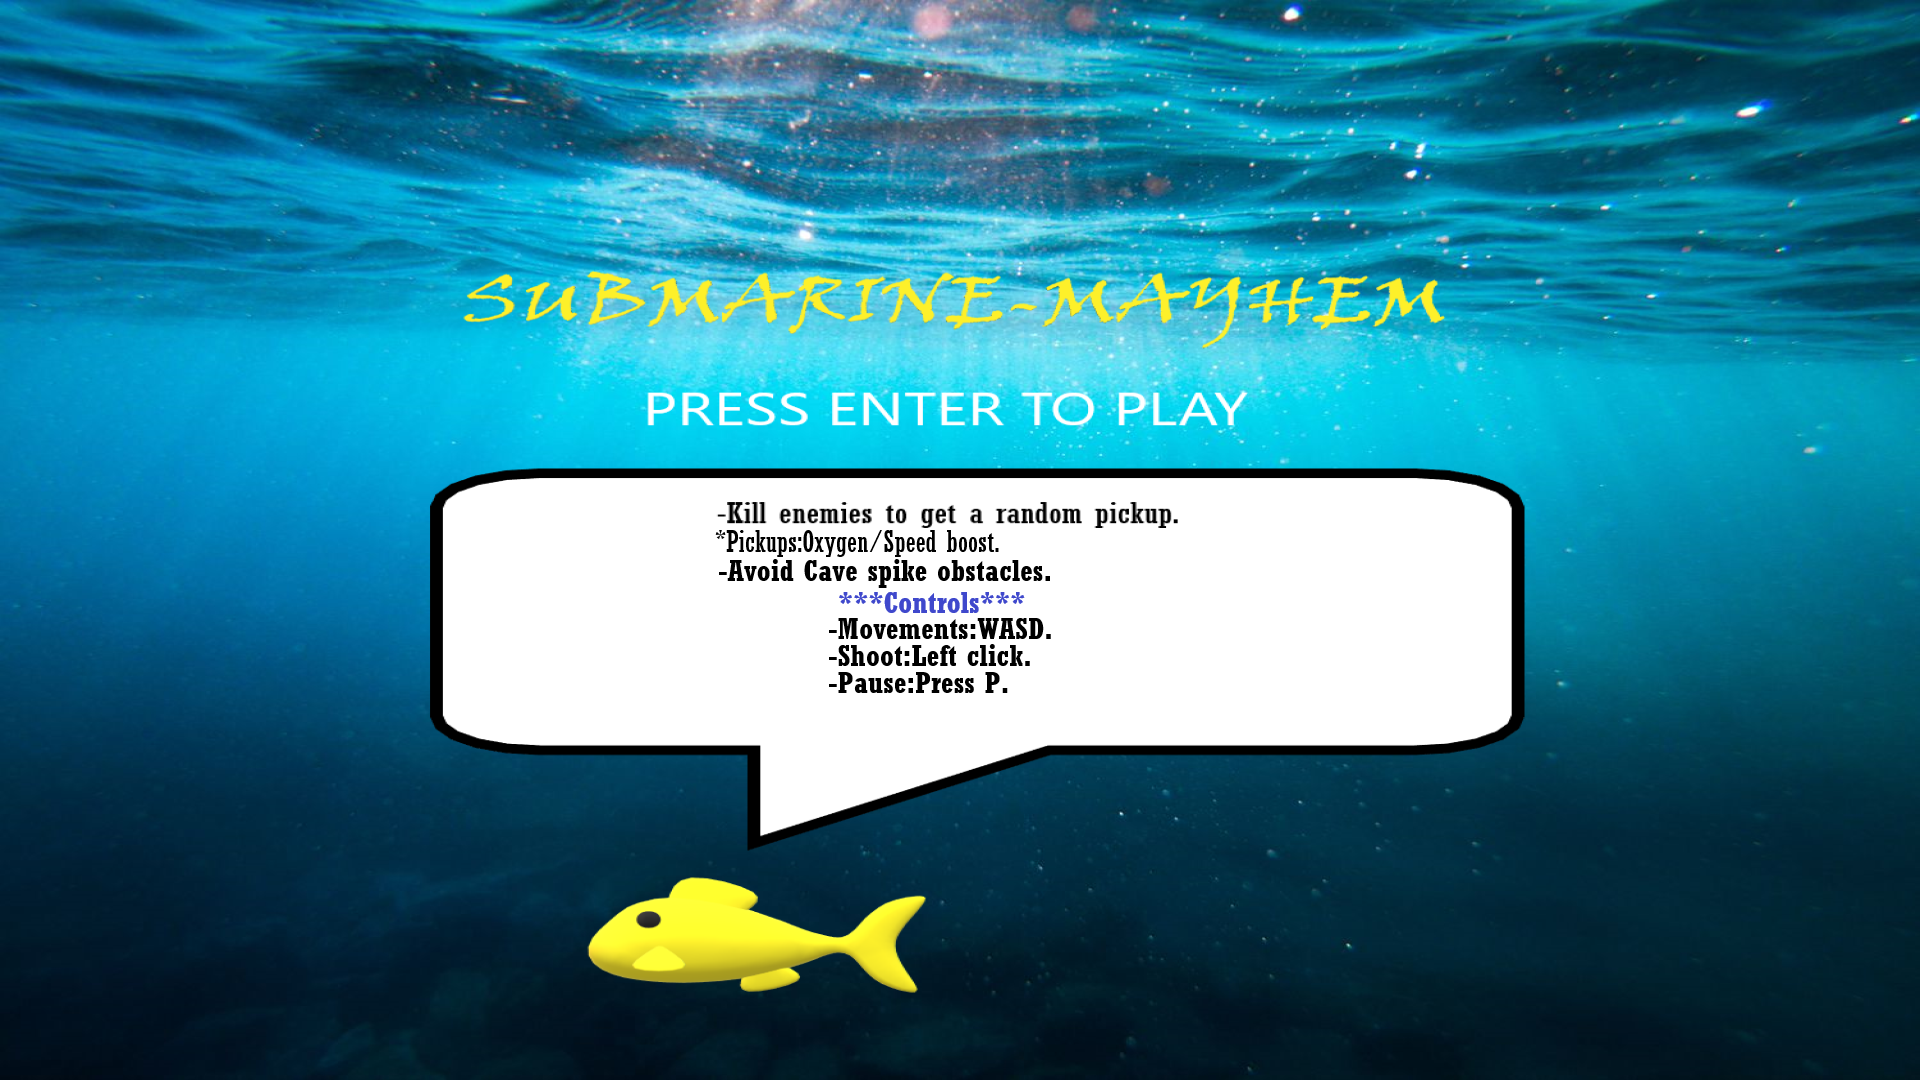 SUBMARINE-MAYHEM
PRESS ENTER TO PLAY
-Kill enemies to get a random pickup.
*Pickups:Oxygen/Speed boost.
-Avoid Cave spike obstacles.
***Controls***
-Movements:WASD.
-Shoot:Left click.
-Pause:Press P.